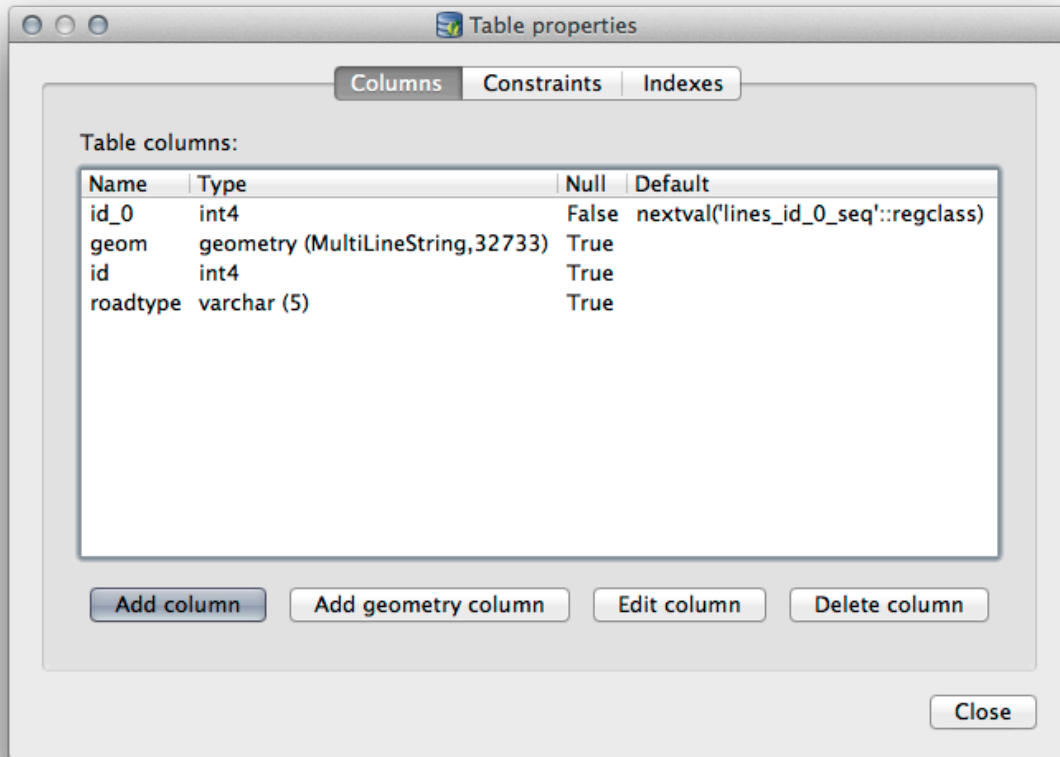 Table properties
Columns Constraints Indexes
Table columns:
Name Type Null Default
id_0 int4 False nextval('lines_id_0_seq'::regclass)
geom geometry (MultiLineString,32733) True
id int4 True
roadtype varchar (5) True
Add column Add geometry column Edit column Delete column
Close